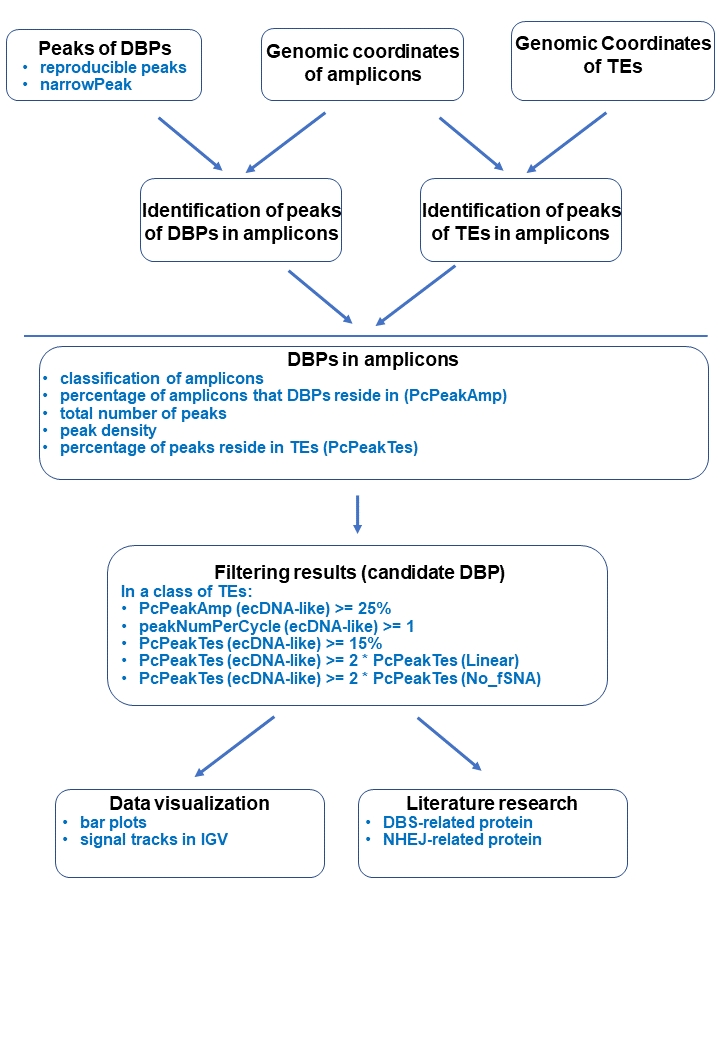 Peaks of DBPs
• reproducible peaks
• narrowPeak
Genomic coordinates
of amplicons
Genomic Coordinates
of TEs
Identification of peaks
of DBPs in amplicons
Identification of peaks
of TEs in amplicons
DBPs in amplicons
• classification of amplicons
• percentage of amplicons that DBPs reside in (PcPeakAmp)
• total number of peaks
• peak density
• percentage of peaks reside in TEs (PcPeakTes)
Filtering results (candidate DBP)
In a class of TEs:
• PcPeakAmp (ecDNA-like) >= 25%
• peakNumPerCycle (ecDNA-like) >= 1
• PcPeakTes (ecDNA-like) >= 15%
• PcPeakTes (ecDNA-like) >= 2 * PcPeakTes (Linear)
• PcPeakTes (ecDNA-like) >= 2 * PcPeakTes (No_fSNA)
Data visualization
• bar plots
• signal tracks in IGV
Literature research
• DBS-related protein
• NHEJ-related protein